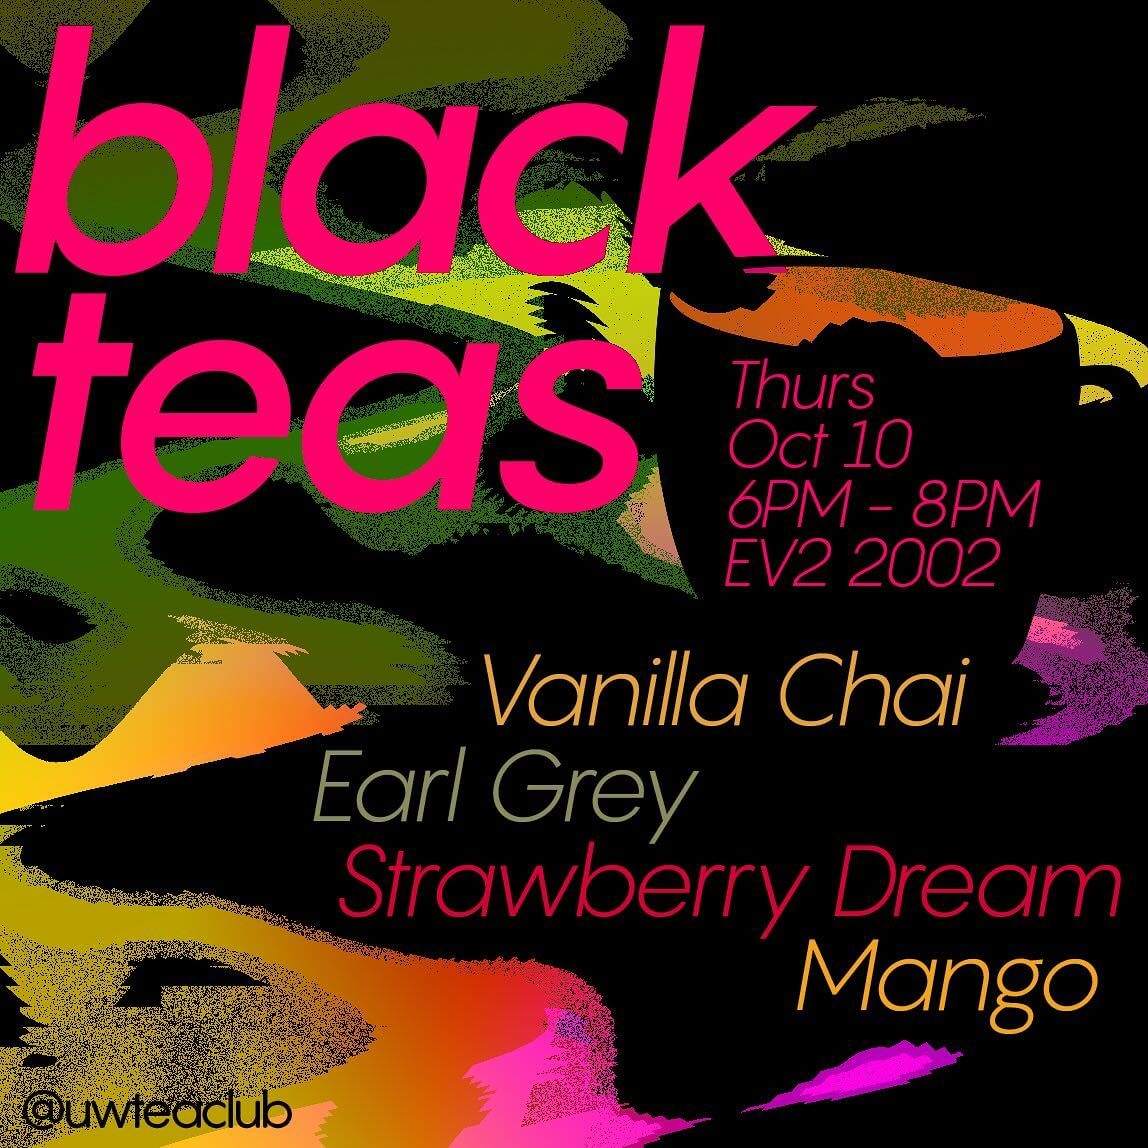 black
teas
Thurs
Oct 10
6PM - 8PM
EV2 2002
Vanilla Chai
Earl Grey
Strawberry Dream
Mango
@uwteaclub